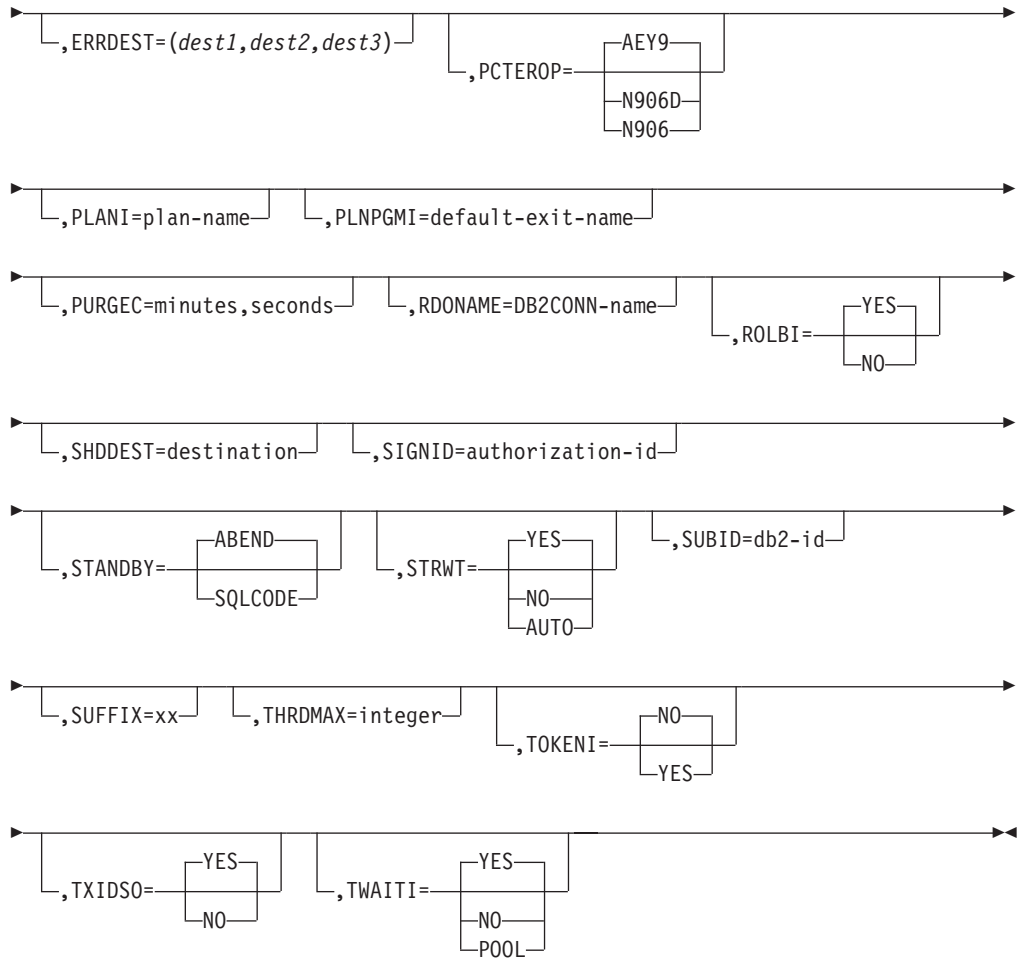 ,ERRDEST=(dest1,dest2,dest3)
,PCTEROP=
AEY9
N906D
N906
,PLANI=plan-name
,PLNPGMI=default-exit-name
,PURGEC=minutes,seconds
,RDONAME=DB2CONN-name
,ROLBI=
YES
NO
,SHDDEST=destination
,SIGNID=authorization-id
,STANDBY=
ABEND
SQLCODE
,STRWT=
YES
NO
AUTO
,SUBID=db2-id
,SUFFIX=xx
,THRDMAX=integer
,TOKENI=
NO
YES
,TXIDSO=
YES
NO
,TWAITI=
YES
NO
POOL